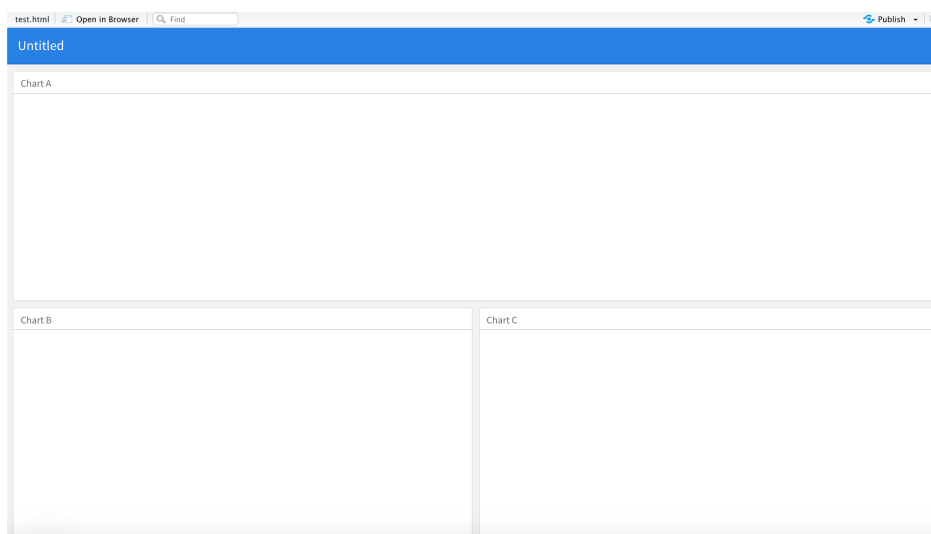 test.html Open in Browser Find Publish
Untitled
Chart A
Chart B Chart C